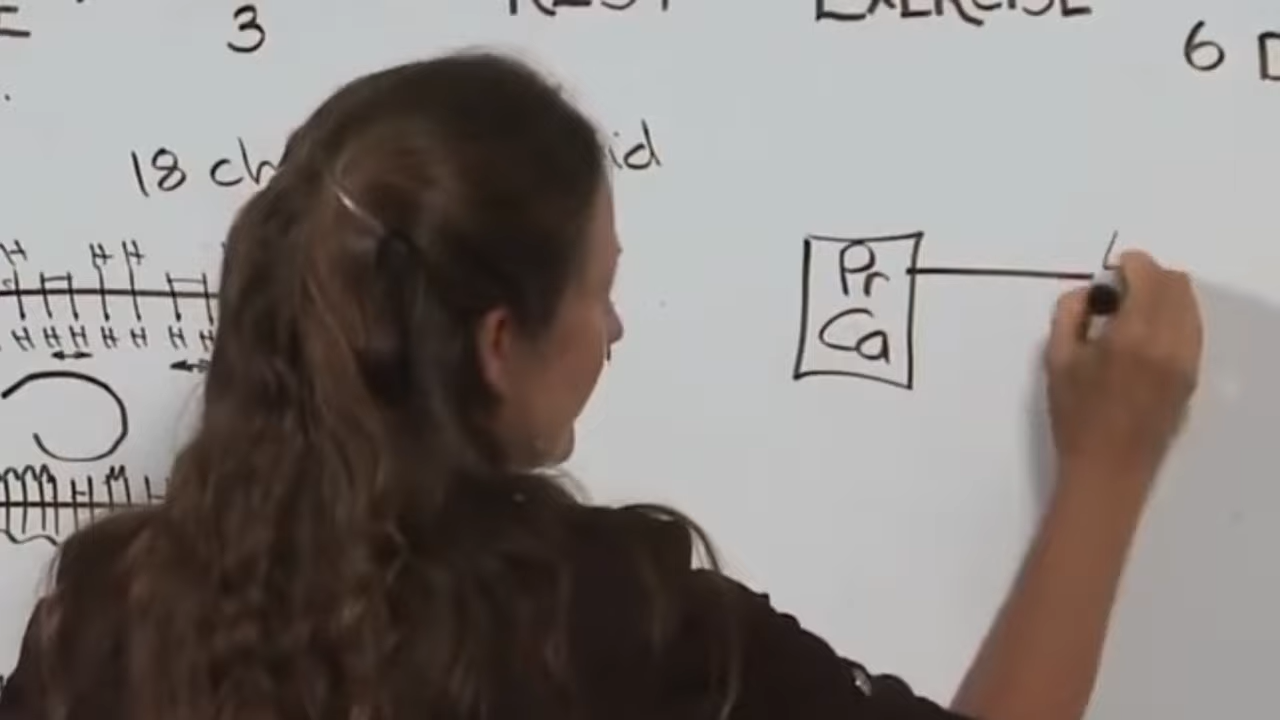 3 REST EXERCISE
6
18 ch id
H H H
H H H H H H H
Pr
Ca
H H